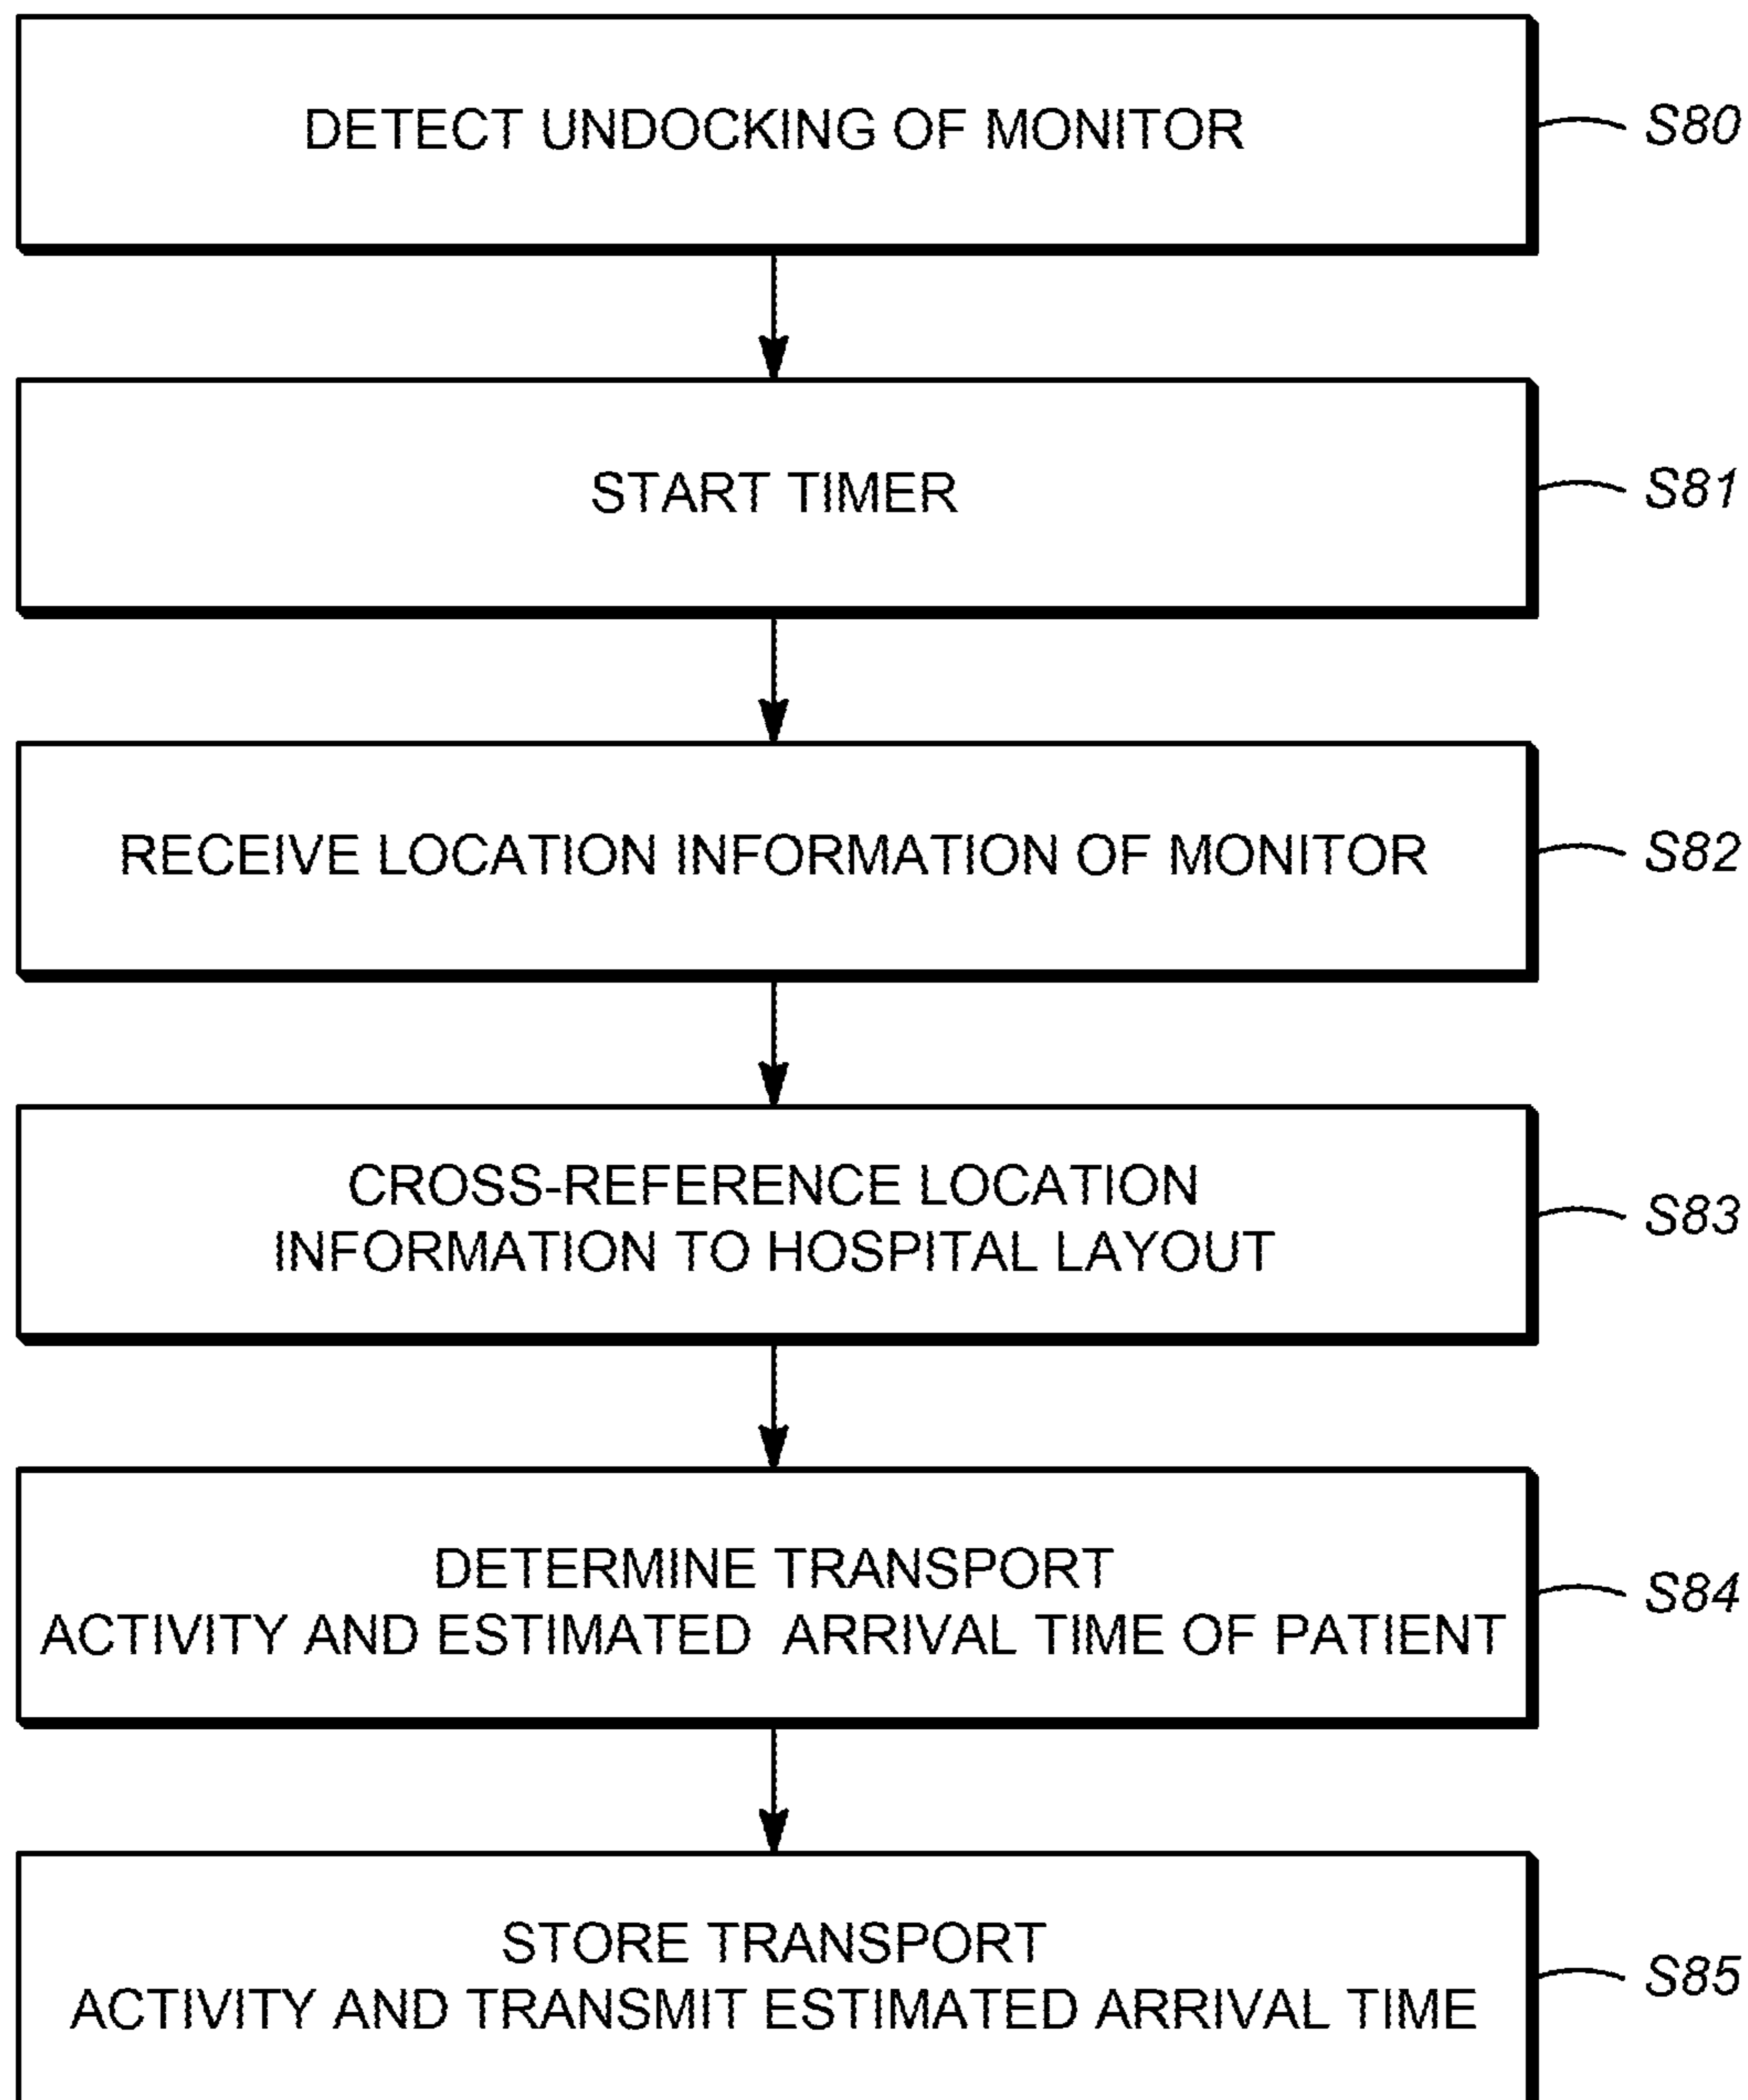 DETECT UNDOCKING OF MONITOR
S80
START TIMER
S81
RECEIVE LOCATION INFORMATION OF MONITOR
S82
CROSS-REFERENCE LOCATION
INFORMATION TO HOSPITAL LAYOUT
S83
DETERMINE TRANSPORT
ACTIVITY AND ESTIMATED ARRIVAL TIME OF PATIENT
S84
STORE TRANSPORT
ACTIVITY AND TRANSMIT ESTIMATED ARRIVAL TIME
S85